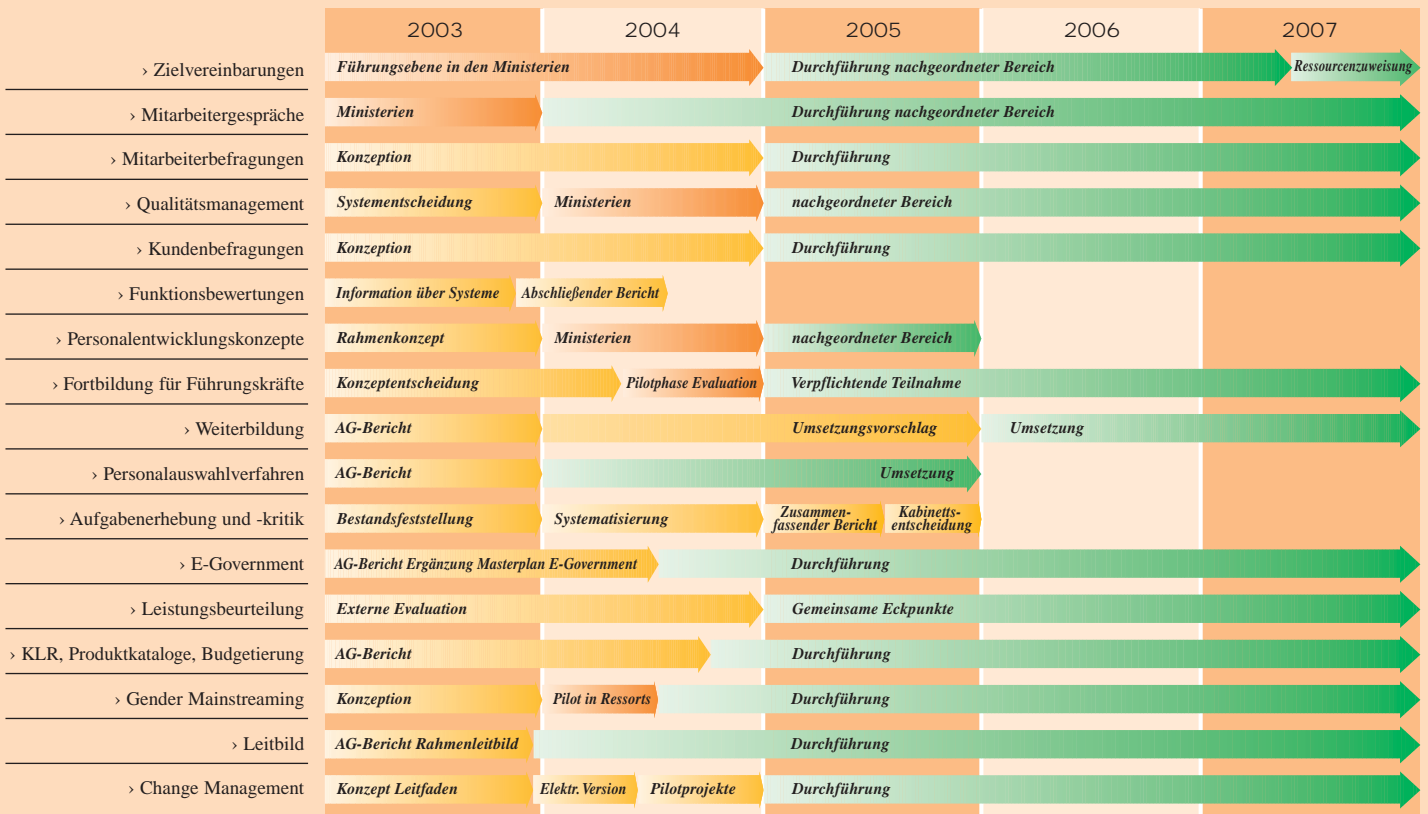 2003 2004 2005 2006 2007
› Zielvereinbarungen Führungsebene in den Ministerien Durchführung nachgeordneter Bereich Ressourcenzuweisung
› Mitarbeitergespräche Ministerien Durchführung nachgeordneter Bereich
› Mitarbeiterbefragungen Konzeption Durchführung
› Qualitätsmanagement Systementscheidung Ministerien nachgeordneter Bereich
› Kundenbefragungen Konzeption Durchführung
› Funktionsbewertungen Information über Systeme Abschließender Bericht
› Personalentwicklungskonzepte Rahmenkonzept Ministerien nachgeordneter Bereich
› Fortbildung für Führungskräfte Konzeptentscheidung Pilotphase Evaluation Verpflichtende Teilnahme
› Weiterbildung AG-Bericht Umsetzungsvorschlag Umsetzung
› Personalauswahlverfahren AG-Bericht Umsetzung
› Aufgabenerhebung und -kritik Bestandsfeststellung Systematisierung Zusammen-
fassender Bericht Kabinetts-
entscheidung
› E-Government AG-Bericht Ergänzung Masterplan E-Government Durchführung
› Leistungsbeurteilung Externe Evaluation Gemeinsame Eckpunkte
› KLR, Produktkataloge, Budgetierung AG-Bericht Durchführung
› Gender Mainstreaming Konzeption Pilot in Ressorts Durchführung
› Leitbild AG-Bericht Rahmenleitbild Durchführung
› Change Management Konzept Leitfaden Elektr. Version Pilotprojekte Durchführung